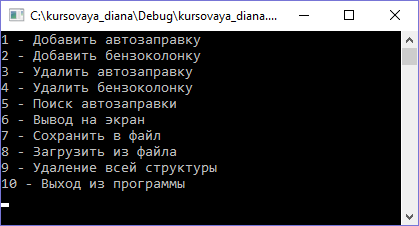 C:\kursovaya_diana\Debug\kursovaya_diana....
1 - Добавить автозаправку
2 - Добавить бензоколонку
3 - Удалить автозаправку
4 - Удалить бензоколонку
5 - Поиск автозаправки
6 - Вывод на экран
7 - Сохранить в файл
8 - Загрузить из файла
9 - Удаление всей структуры
10 - Выход из программы